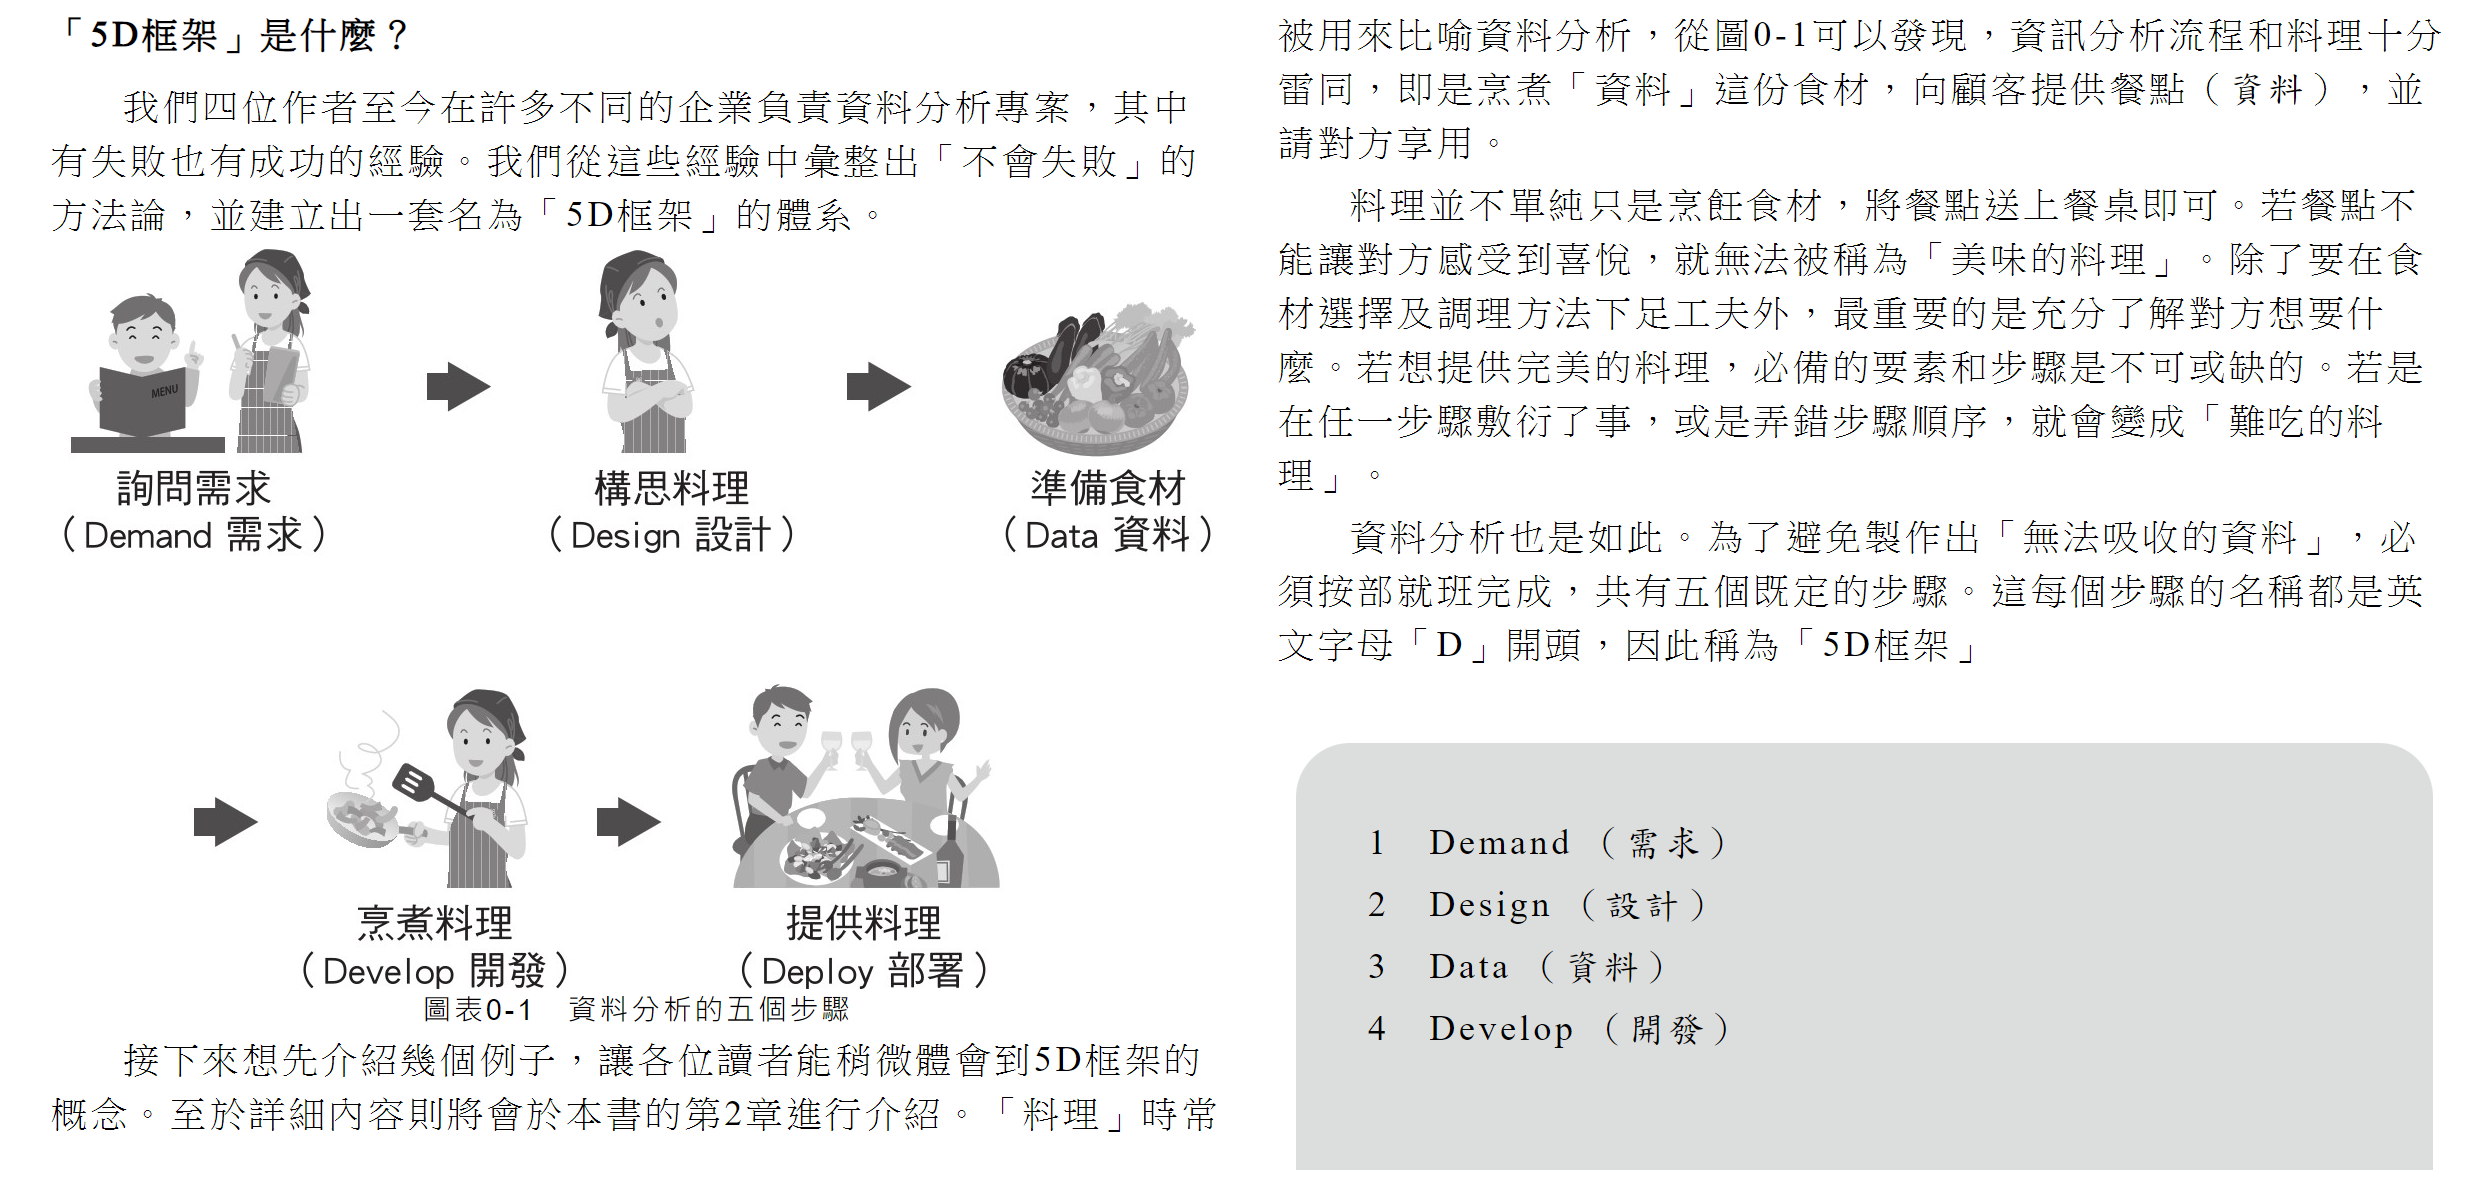 「5D框架」是什麼？
我們四位作者至今在許多不同的企業負責資料分析專案，其中
有失敗也有成功的經驗。我們從這些經驗中彙整出「不會失敗」的
方法論，並建立出一套名為「5D框架」的體系。
MENU
詢問需求
（Demand 需求）
構思料理
（Design 設計）
準備食材
（Data 資料）
烹煮料理
（Develop 開發）
提供料理
（Deploy 部署）
圖表0-1　資料分析的五個步驟
接下來想先介紹幾個例子，讓各位讀者能稍微體會到5D框架的
概念。至於詳細內容則將會於本書的第2章進行介紹。「料理」時常
被用來比喻資料分析，從圖0-1可以發現，資訊分析流程和料理十分
雷同，即是烹煮「資料」這份食材，向顧客提供餐點（資料），並
請對方享用。
料理並不單純只是烹飪食材，將餐點送上餐桌即可。若餐點不
能讓對方感受到喜悅，就無法被稱為「美味的料理」。除了要在食
材選擇及調理方法下足工夫外，最重要的是充分了解對方想要什
麼。若想提供完美的料理，必備的要素和步驟是不可或缺的。若是
在任一步驟敷衍了事，或是弄錯步驟順序，就會變成「難吃的料
理」。
資料分析也是如此。為了避免製作出「無法吸收的資料」，必
須按部就班完成，共有五個既定的步驟。這每個步驟的名稱都是英
文字母「D」開頭，因此稱為「5D框架」
1　Demand（需求）
2　Design（設計）
3　Data（資料）
4　Develop（開發）